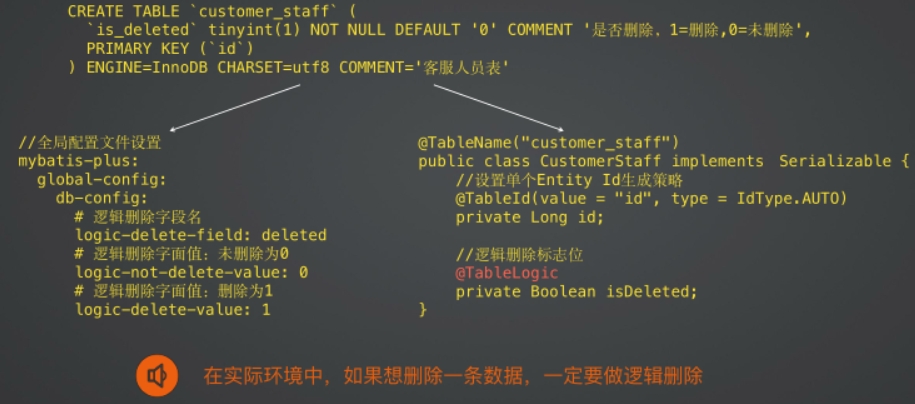 CREATE TABLE `customer_staff` (
`is_deleted` tinyint(1) NOT NULL DEFAULT '0' COMMENT '是否删除，1=删除,0=未删除',
PRIMARY KEY (`id`)
) ENGINE=InnoDB CHARSET=utf8 COMMENT='客服人员表'
//全局配置文件设置
mybatis-plus:
global-config:
db-config:
# 逻辑删除字段名
logic-delete-field: deleted
# 逻辑删除字面值：未删除为0
logic-not-delete-value: 0
# 逻辑删除字面值：删除为1
logic-delete-value: 1
@TableName("customer_staff")
public class CustomerStaff implements Serializable {
//设置单个Entity Id生成策略
@TableId(value = "id", type = IdType.AUTO)
private Long id;
//逻辑删除标志位
@TableLogic
private Boolean isDeleted;
}
在实际环境中，如果想删除一条数据，一定要做逻辑删除